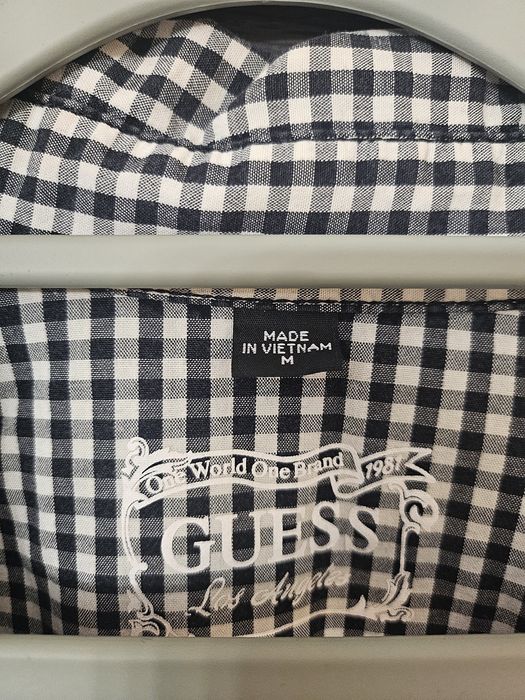 MADE
IN VIETNAM
M
One World One Brand 1981
GUESS
Los Angeles